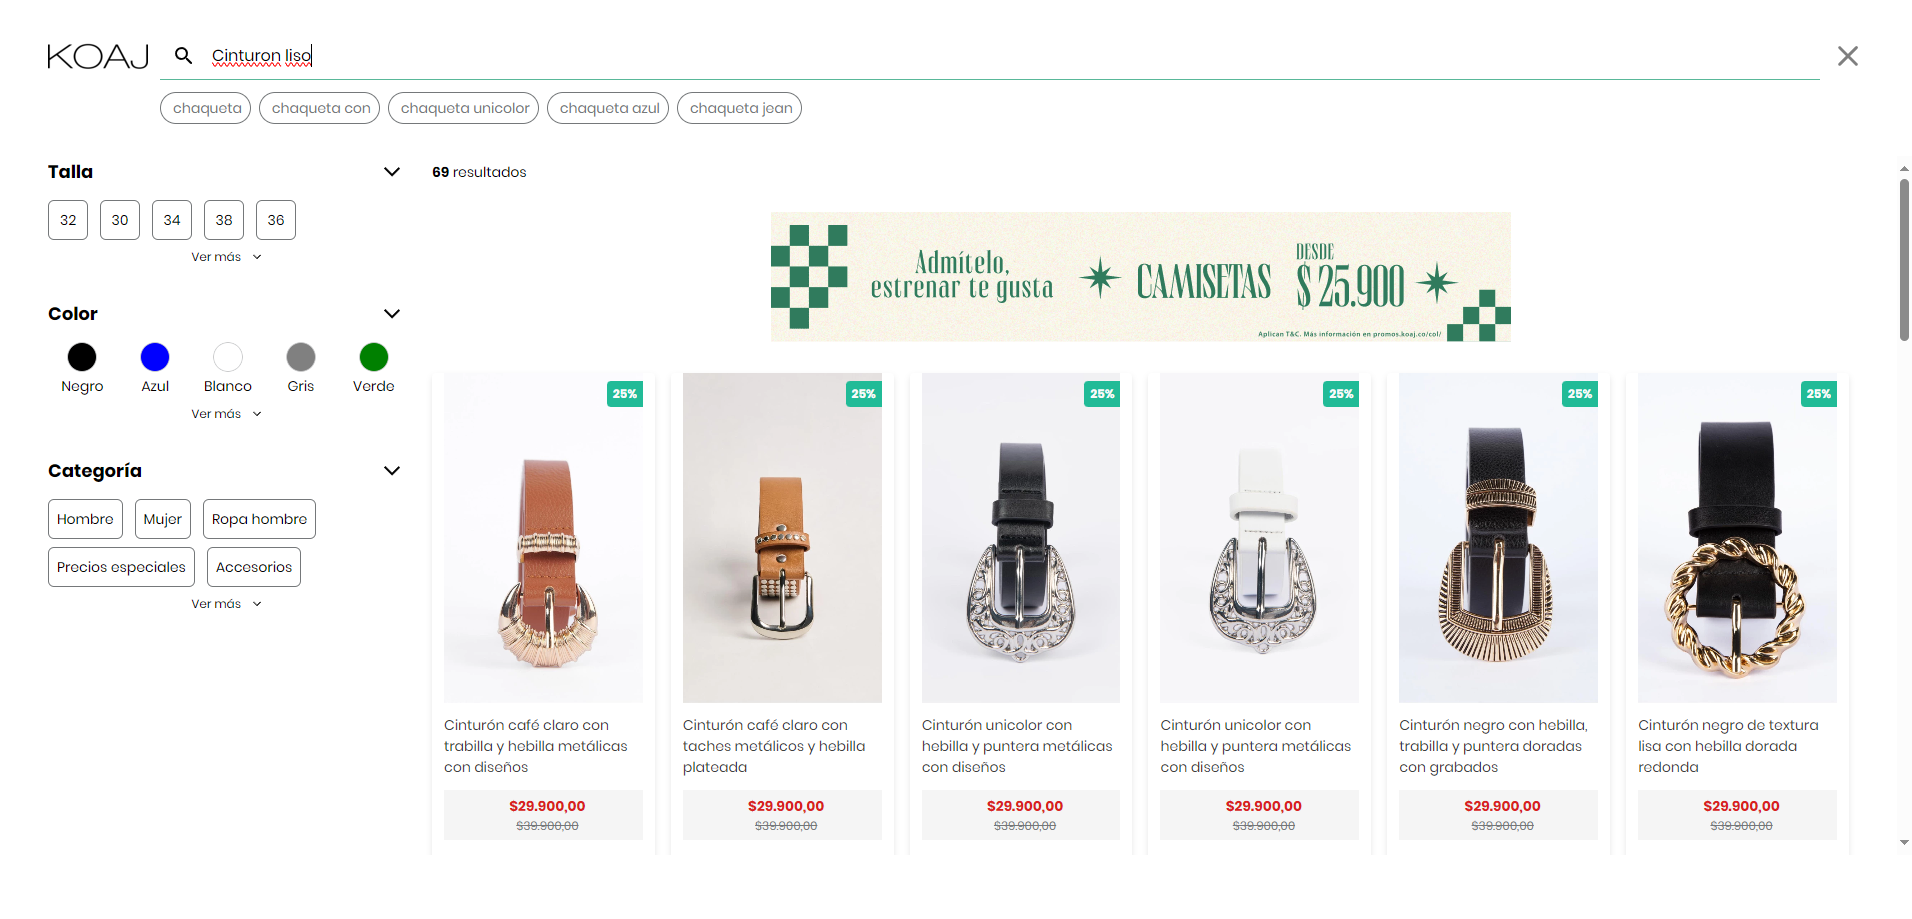 KOAJ
Cinturon liso
chaqueta
chaqueta con
chaqueta unicolor
chaqueta azul
chaqueta jean
Talla
32
30
34
38
36
Ver más
Color
Negro
Azul
Blanco
Gris
Verde
Ver más
Categoría
Hombre
Mujer
Ropa hombre
Precios especiales
Accesorios
Ver más
69 resultados
Admítelo,
estrenar te gusta
CAMISETAS
DESDE
$ 25.900
Aplican T&C. Más información en promos.koaj.co/col/
25%
Cinturón café claro con
trabilla y hebilla metálicas
con diseños
$29.900,00
$39.900,00
25%
Cinturón café claro con
taches metálicos y hebilla
plateada
$29.900,00
$39.900,00
25%
Cinturón unicolor con
hebilla y puntera metálicas
con diseños
$29.900,00
$39.900,00
25%
Cinturón unicolor con
hebilla y puntera metálicas
con diseños
$29.900,00
$39.900,00
25%
Cinturón negro con hebilla,
trabilla y puntera doradas
con grabados
$29.900,00
$39.900,00
25%
Cinturón negro de textura
lisa con hebilla dorada
redonda
$29.900,00
$39.900,00